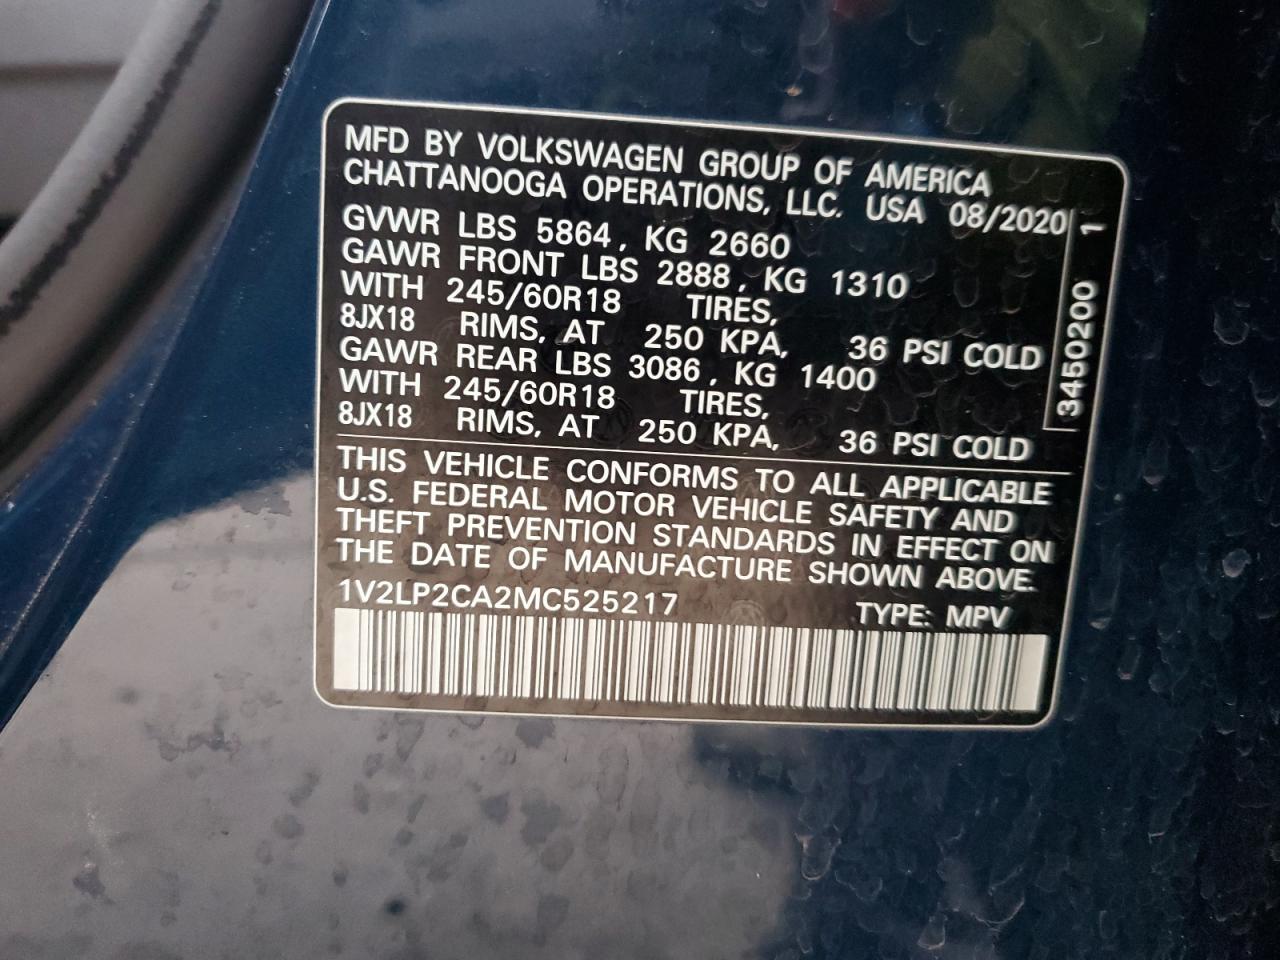 MFD BY VOLKSWAGEN GROUP OF AMERICA
CHATTANOOGA OPERATIONS, LLC. USA 08/2020
GVWR LBS 5864, KG 2660
GAWR FRONT LBS 2888, KG 1310
WITH 245/60R18 TIRES,
8JX18 RIMS, AT 250 KPA, 36 PSI COLD
GAWR REAR LBS 3086, KG 1400
WITH 245/60R18 TIRES,
8JX18 RIMS, AT 250 KPA, 36 PSI COLD
3450200 1
THIS VEHICLE CONFORMS TO ALL APPLICABLE
U.S. FEDERAL MOTOR VEHICLE SAFETY AND
THEFT PREVENTION STANDARDS IN EFFECT ON
THE DATE OF MANUFACTURE SHOWN ABOVE.
1V2LP2CA2MC525217 TYPE: MPV